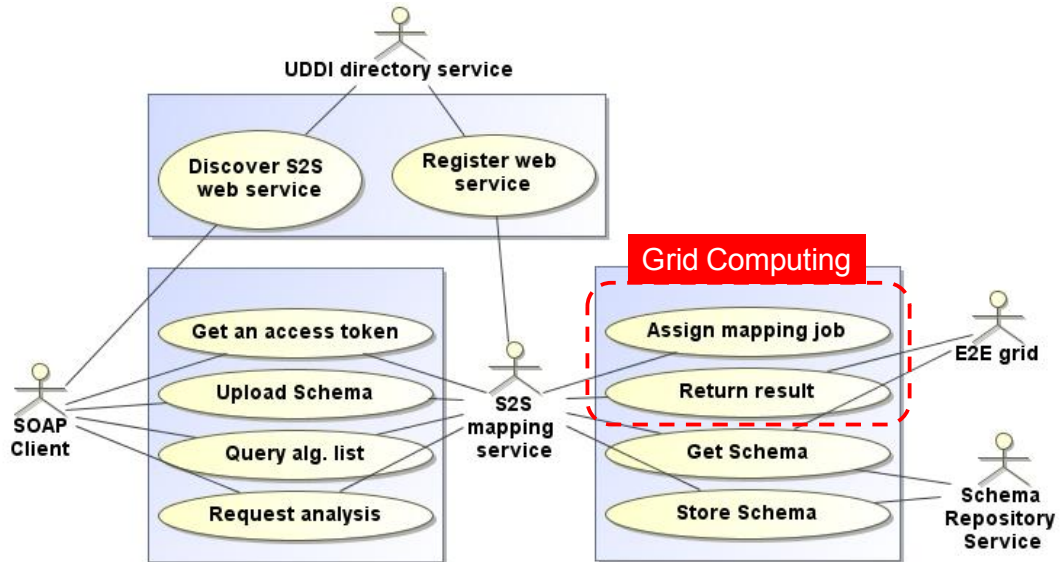 UDDI directory service
Discover S2S
web service
Register web
service
Grid Computing
Get an access token
Upload Schema
Query alg. list
Request analysis
SOAP
Client
S2S
mapping
service
Assign mapping job
Return result
Get Schema
Store Schema
E2E grid
Schema
Repository
Service